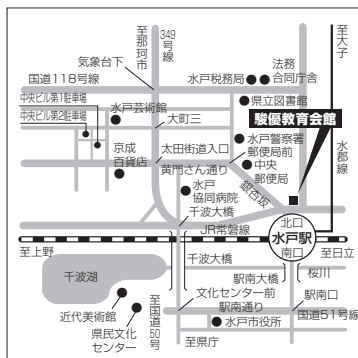 至那珂市
349号線
至大子
気象台下
国道118号線
水戸税務局
法務
合同庁舎
中央ビル第1駐車場
中央ビル第2駐車場
水戸芸術館
大町三
県立図書館
駿優教育会館
水郡線
京成
百貨店
太田街道入口
水戸警察署
郵便局前
中央
郵便局
黄門さん通り
銀杏坂
水戸
協同病院
千波大橋
北口
水戸駅
南口
JR常磐線
至上野
至日立
千波湖
千波大橋
駅南大橋
桜川
文化センター前
駅南口
駅南通り
国道51号線
近代美術館
県民文化
センター
至国道50号
水戸市役所
至県庁